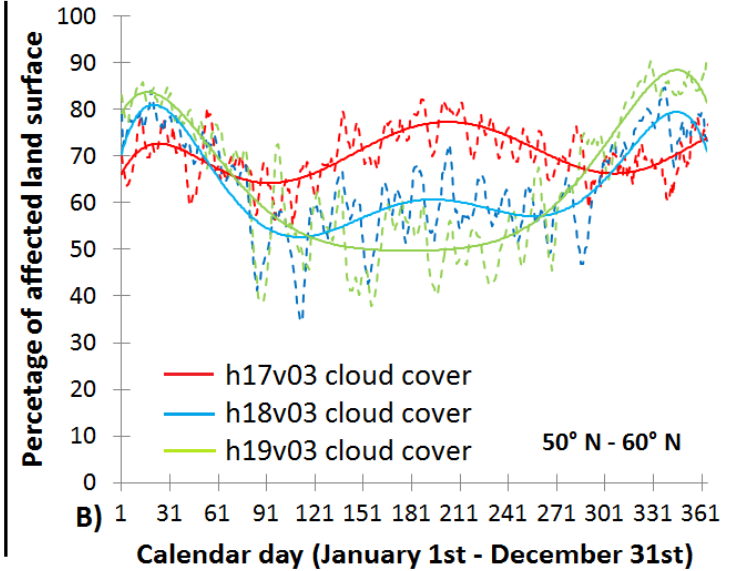 Percetage of affected land surface
100
90
80
70
60
50
40
30
20
10
0
h17v03 cloud cover
h18v03 cloud cover
h19v03 cloud cover
50° N - 60° N
B)
1 31 61 91 121 151 181 211 241 271 301 331 361
Calendar day (January 1st - December 31st)